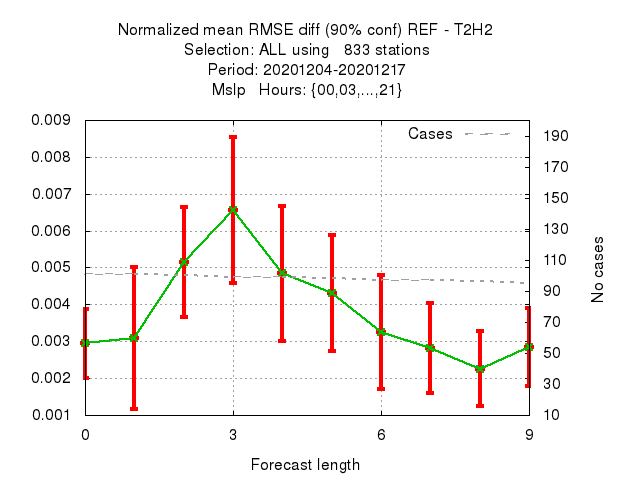 Normalized mean RMSE diff (90% conf) REF - T2H2
Selection: ALL using   833 stations
Period: 20201204-20201217
Mslp   Hours: {00,03,...,21}
Cases
0.009
0.008
0.007
0.006
0.005
0.004
0.003
0.002
0.001
190
170
150
130
110
90
70
50
30
10
No cases
0 3 6 9
Forecast length